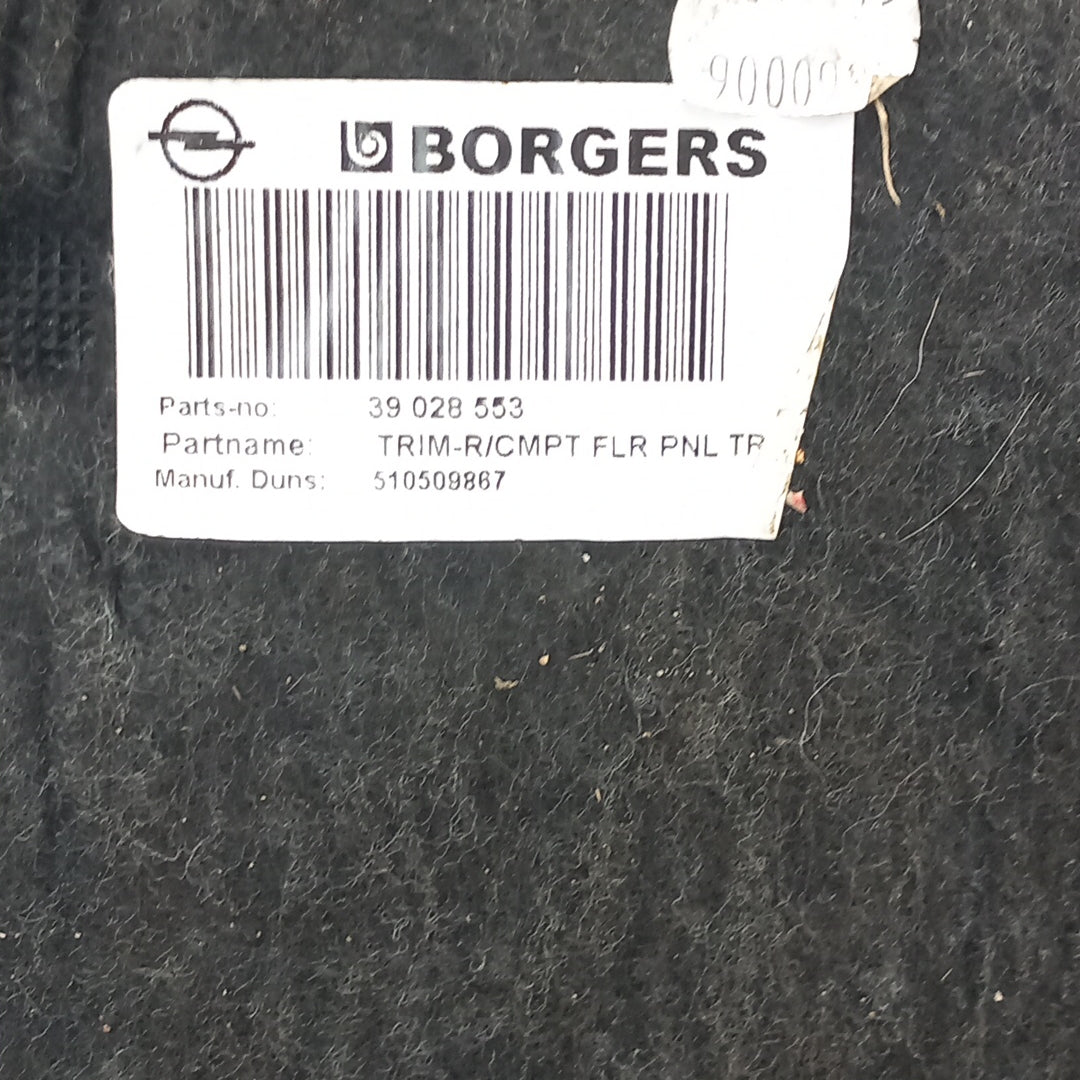 BORGERS
Parts-no: 39 028 553
Partname: TRIM-R/CMPT FLR PNL TR
Manuf. Duns: 510509867